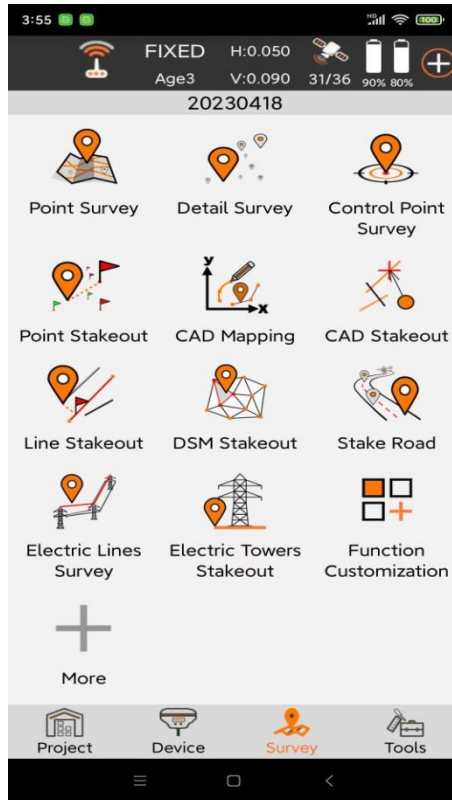 3:55
HD
100
FIXED H:0.050
Age3 V:0.090 31/36 90% 80%
20230418
Point Survey
Detail Survey
Control Point
Survey
Point Stakeout
CAD Mapping
CAD Stakeout
Line Stakeout
DSM Stakeout
Stake Road
Electric Lines
Survey
Electric Towers
Stakeout
Function
Customization
More
Project
Device
Survey
Tools